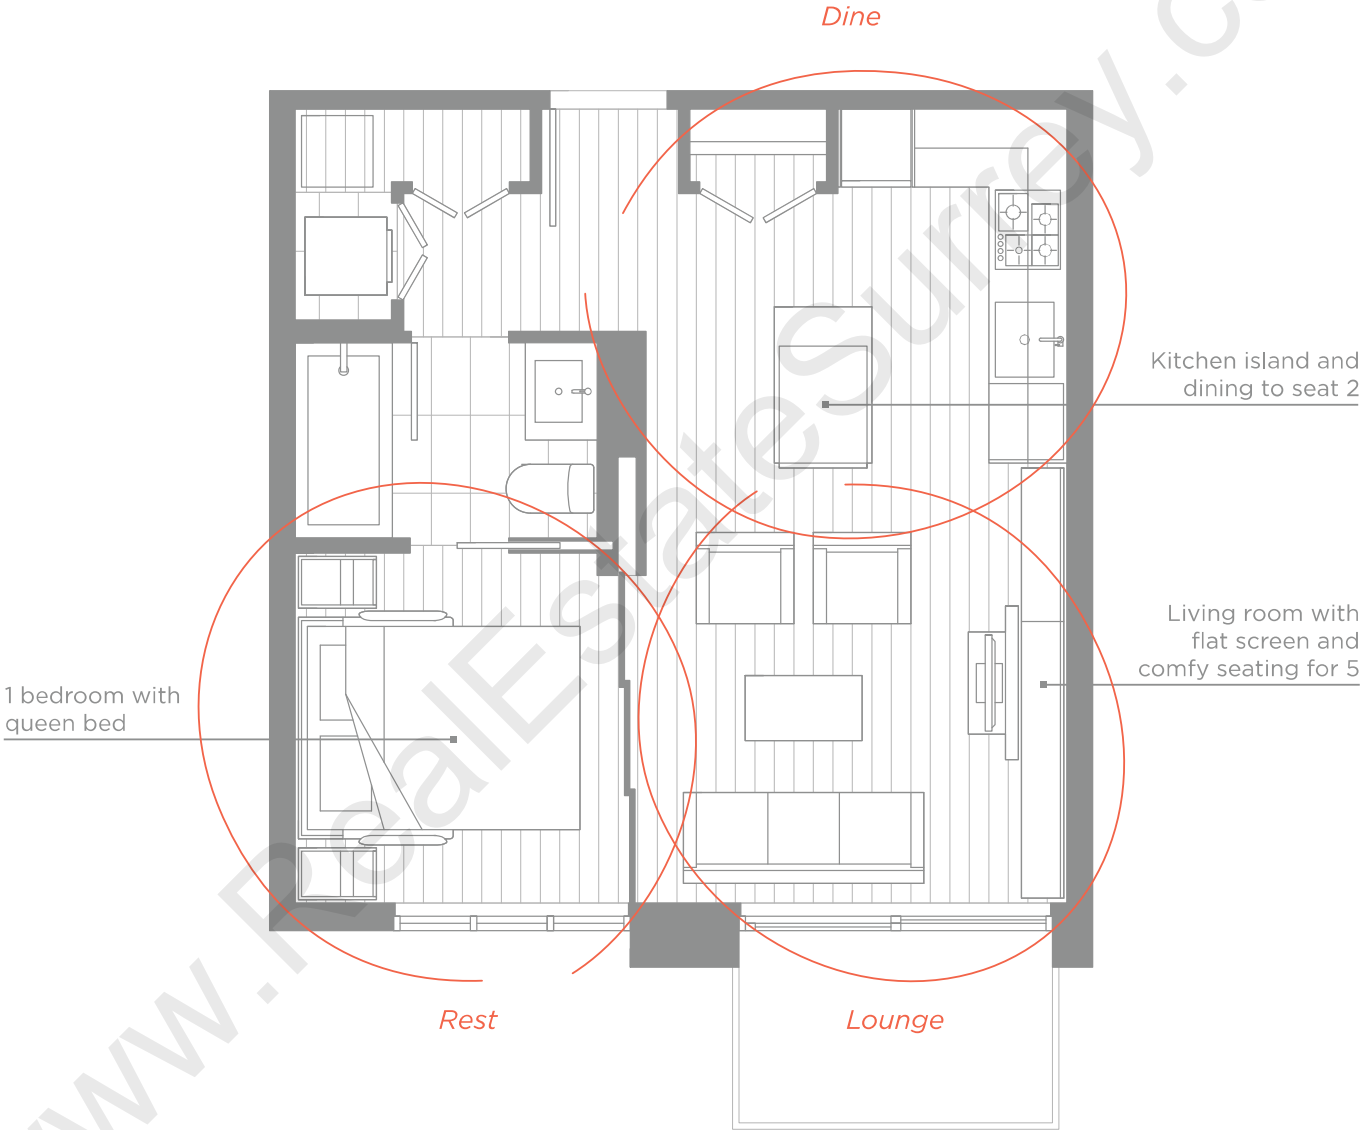 Dine
Kitchen island and
dining to seat 2
Living room with
flat screen and
comfy seating for 5
1 bedroom with
queen bed
Rest
Lounge
www.RealEstateSurrey.c